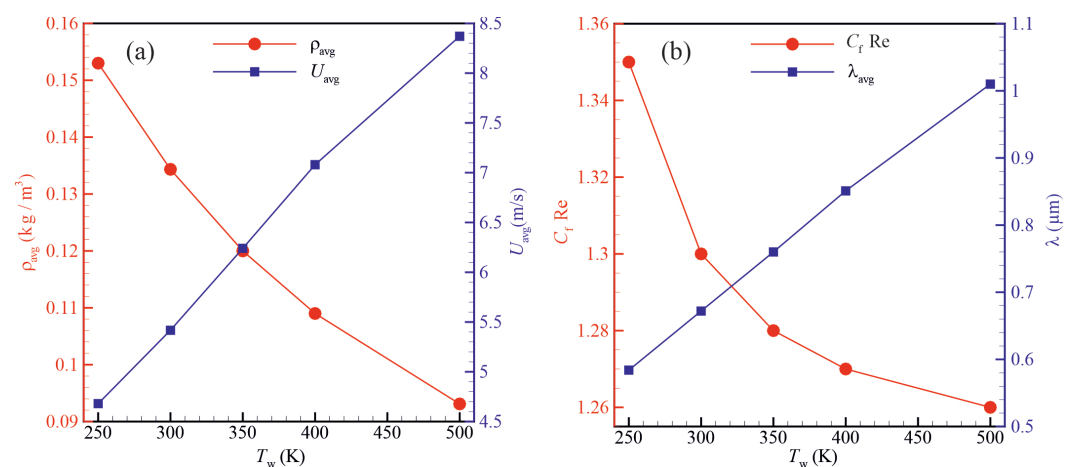 (a)
ρavg
Uavg
0.16
0.15
0.14
0.13
0.12
0.11
0.1
0.09
ρavg (kg / m³)
8.5
8
7.5
7
6.5
6
5.5
5
4.5
Uavg(m/s)
250 300 350 400 450 500
Tw (K)
(b)
Cf Re
λavg
1.36
1.34
1.32
1.3
1.28
1.26
Cf Re
1.1
1
0.9
0.8
0.7
0.6
0.5
λ (μm)
250 300 350 400 450 500
Tw (K)